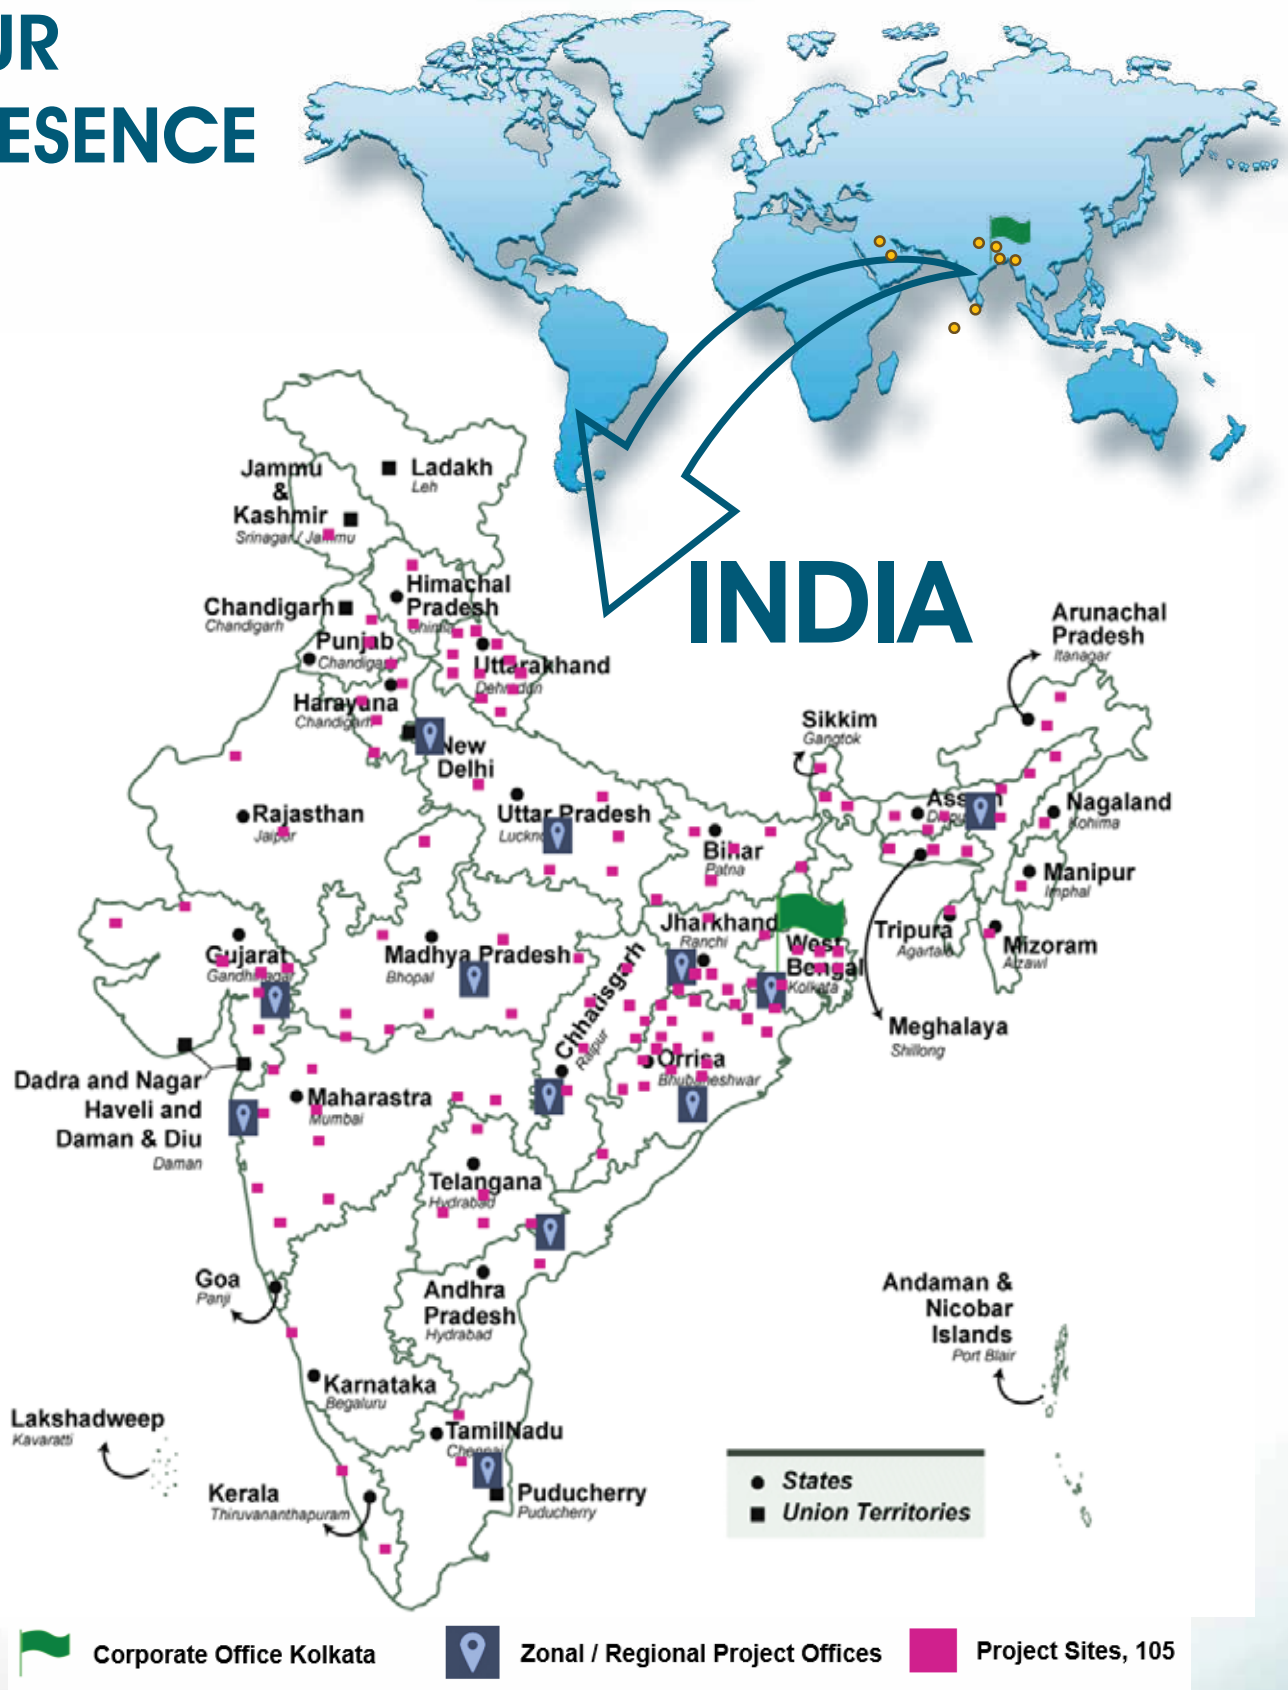 UR
ESENCE
INDIA
Jammu
&
Kashmir
Srinagar / Jammu
Ladakh
Leh
Himachal
Pradesh
Shimla
Chandigarh
Chandigarh
Punjab
Chandigarh
Uttarakhand
Dehradun
Harayana
Chandigarh
New
Delhi
Arunachal
Pradesh
Itanagar
Sikkim
Gangtok
Rajasthan
Jaipur
Uttar Pradesh
Bihar
Patna
Assam
Nagaland
Kohima
Manipur
Imphal
Tripura
Agartala
Mizoram
Aizawl
Meghalaya
Shillong
Gujarat
Gandhinagar
Madhya Pradesh
Bhopal
Jharkhand
Ranchi
West
Bengal
Kolkata
Chhatisgarh
Raipur
Orrisa
Bhubaneshwar
Dadra and Nagar
Haveli and
Daman & Diu
Daman
Maharastra
Mumbai
Telangana
Hydrabad
Goa
Panji
Andhra
Pradesh
Hydrabad
Andaman &
Nicobar
Islands
Port Blair
Karnataka
Begaluru
Lakshadweep
Kavaratti
TamilNadu
Chennai
Kerala
Thiruvananthapuram
Puducherry
Puducherry
States
Union Territories
Corporate Office Kolkata
Zonal / Regional Project Offices
Project Sites, 105